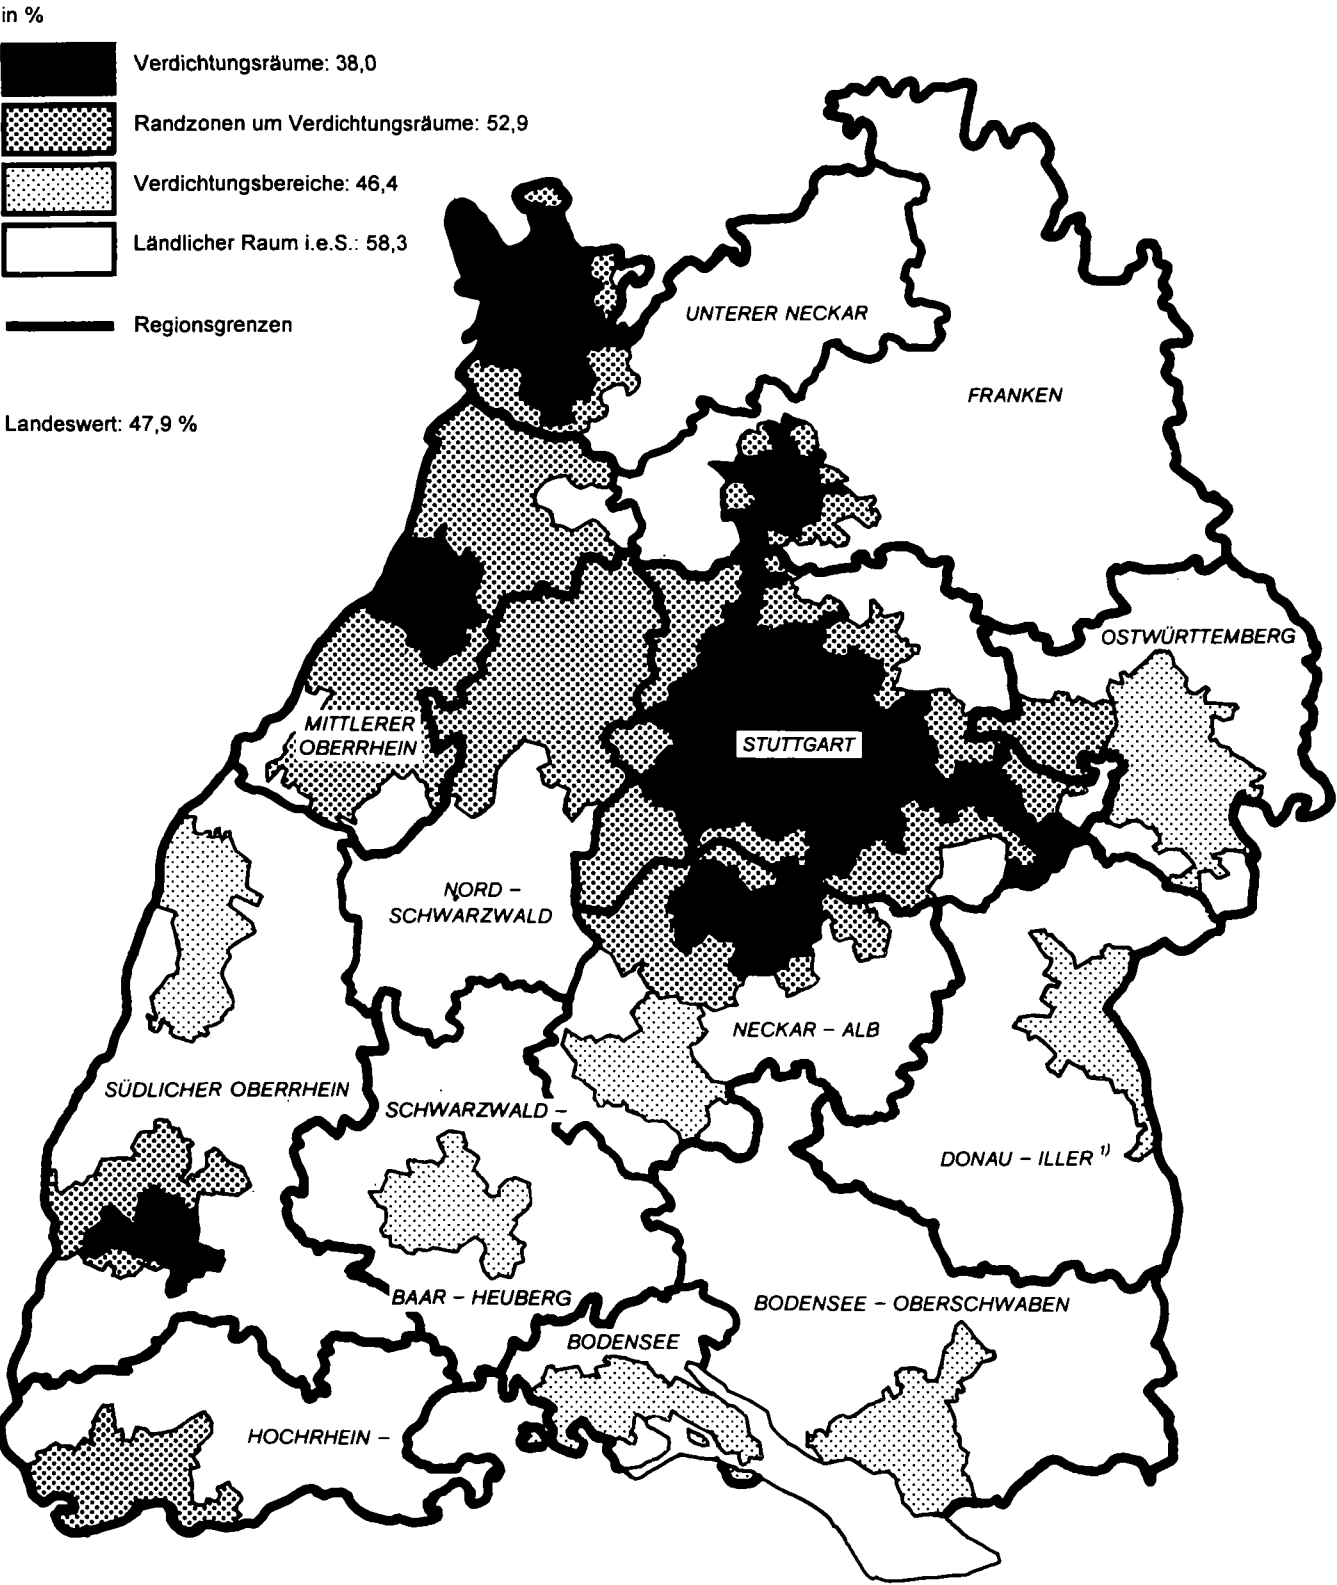 in %
Verdichtungsräume: 38,0
Randzonen um Verdichtungsräume: 52,9
Verdichtungsbereiche: 46,4
Ländlicher Raum i.e.S.: 58,3
Regionsgrenzen
Landeswert: 47,9 %
UNTERER NECKAR
FRANKEN
OSTWÜRTTEMBERG
MITTLERER
OBERRHEIN
STUTTGART
NORD –
SCHWARZWALD
NECKAR – ALB
SÜDLICHER OBERRHEIN
SCHWARZWALD –
DONAU – ILLER 1)
BAAR – HEUBERG
BODENSEE – OBERSCHWABEN
BODENSEE
HOCHRHEIN –